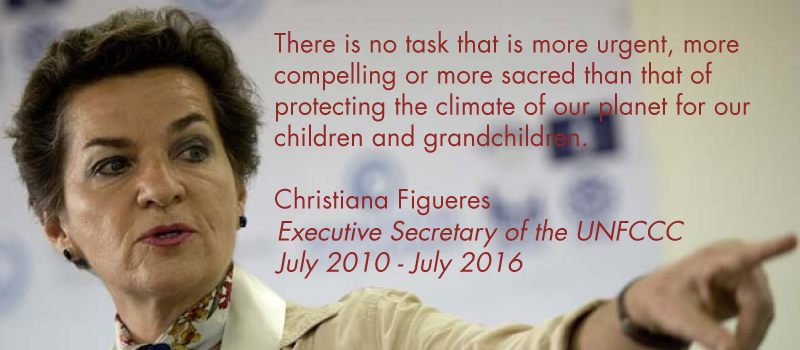 There is no task that is more urgent, more
compelling or more sacred than that of
protecting the climate of our planet for our
children and grandchildren.
Christiana Figueres
Executive Secretary of the UNFCCC
July 2010 - July 2016